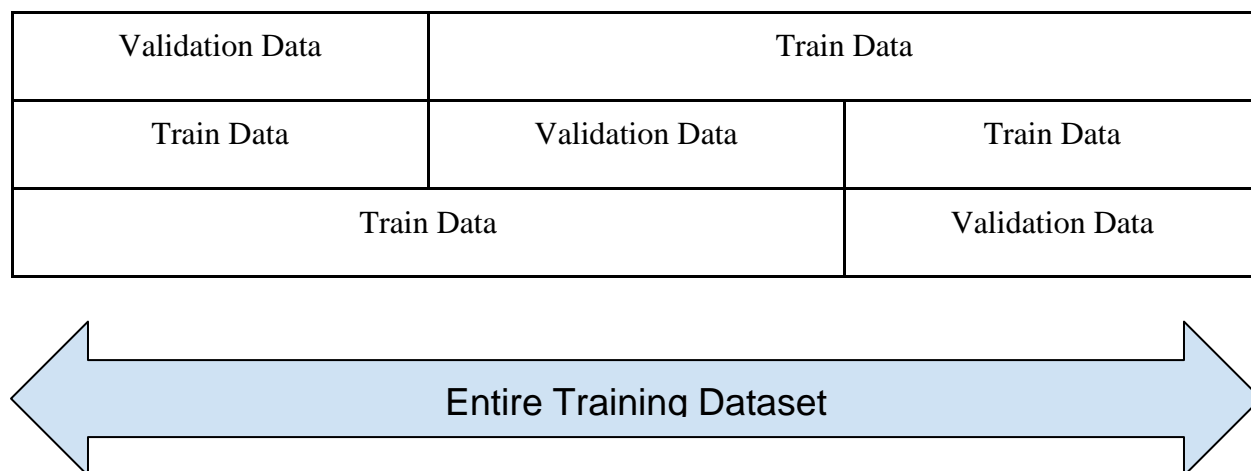 Validation Data Train Data
Train Data Validation Data Train Data
Train Data Validation Data
Entire Training Dataset